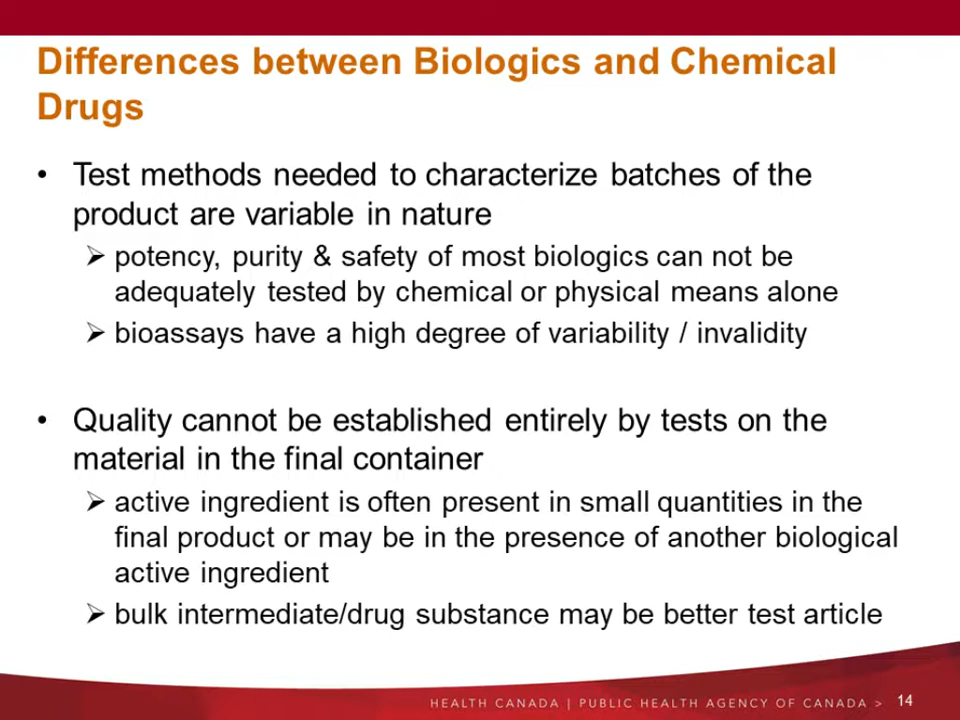 Differences between Biologics and Chemical
Drugs
• Test methods needed to characterize batches of the
product are variable in nature
➢ potency, purity & safety of most biologics can not be
adequately tested by chemical or physical means alone
➢ bioassays have a high degree of variability / invalidity
• Quality cannot be established entirely by tests on the
material in the final container
➢ active ingredient is often present in small quantities in the
final product or may be in the presence of another biological
active ingredient
➢ bulk intermediate/drug substance may be better test article
HEALTH CANADA | PUBLIC HEALTH AGENCY OF CANADA > 14